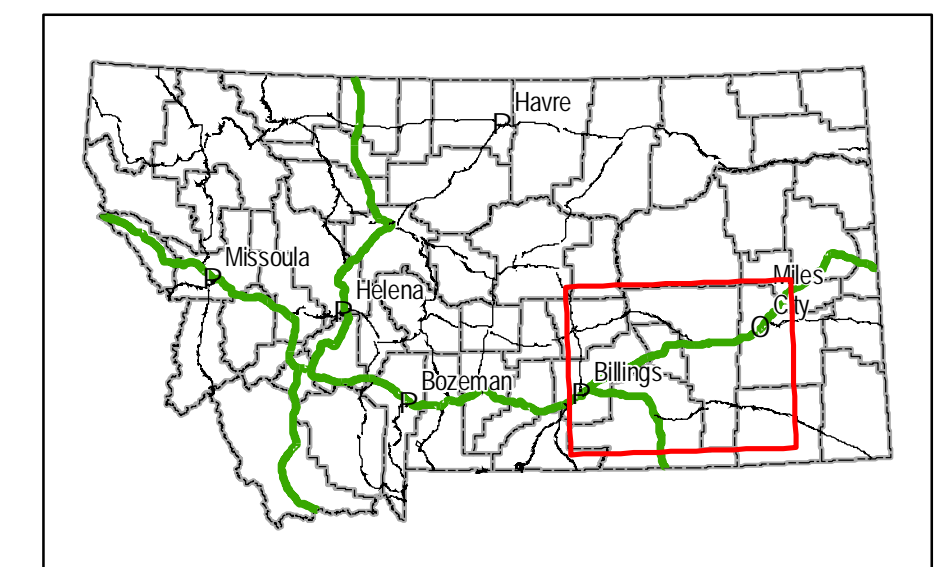 Havre
P
Missoula
P
Helena
P
Miles
City
O
Billings
P
Bozeman
P